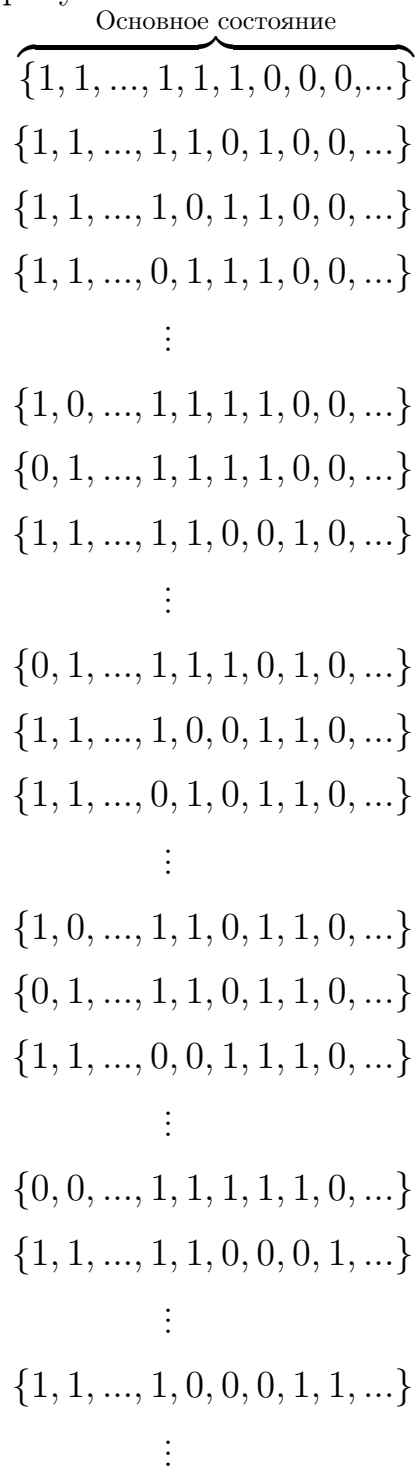 Основное состояние
{1, 1, ..., 1, 1, 1, 0, 0, 0,...}
{1, 1, ..., 1, 1, 0, 1, 0, 0, ...}
{1, 1, ..., 1, 0, 1, 1, 0, 0, ...}
{1, 1, ..., 0, 1, 1, 1, 0, 0, ...}
⋮
{1, 0, ..., 1, 1, 1, 1, 0, 0, ...}
{0, 1, ..., 1, 1, 1, 1, 0, 0, ...}
{1, 1, ..., 1, 1, 0, 0, 1, 0, ...}
⋮
{0, 1, ..., 1, 1, 1, 0, 1, 0, ...}
{1, 1, ..., 1, 0, 0, 1, 1, 0, ...}
{1, 1, ..., 0, 1, 0, 1, 1, 0, ...}
⋮
{1, 0, ..., 1, 1, 0, 1, 1, 0, ...}
{0, 1, ..., 1, 1, 0, 1, 1, 0, ...}
{1, 1, ..., 0, 0, 1, 1, 1, 0, ...}
⋮
{0, 0, ..., 1, 1, 1, 1, 1, 0, ...}
{1, 1, ..., 1, 1, 0, 0, 0, 1, ...}
⋮
{1, 1, ..., 1, 0, 0, 0, 1, 1, ...}
⋮